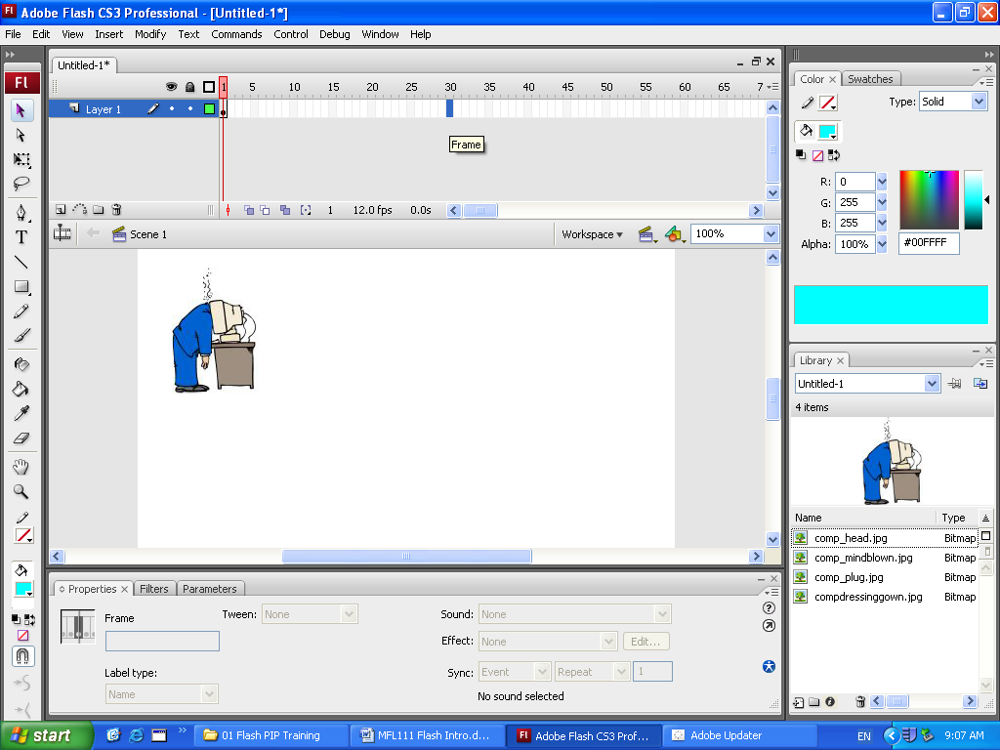 Fl Adobe Flash CS3 Professional - [Untitled-1*]
File Edit View Insert Modify Text Commands Control Debug Window Help
Untitled-1*
1 5 10 15 20 25 30 35 40 45 50 55 60 65 7
Layer 1
Frame
1 12.0 fps 0.0s
Scene 1 Workspace 100%
Fl
T
Color Swatches
Type: Solid
R: 0
G: 255
B: 255
Alpha: 100% #00FFFF
Library
Untitled-1
4 items
Name Type
comp_head.jpg Bitmap
comp_mindblown.jpg Bitmap
comp_plug.jpg Bitmap
compdressinggown.jpg Bitmap
Properties Filters Parameters
Frame Tween: None Sound: None
Effect: None Edit...
Label type: Sync: Event Repeat 1
Name No sound selected
start 01 Flash PIP Training MFL111 Flash Intro.d... Fl Adobe Flash CS3 Prof... Adobe Updater EN 9:07 AM